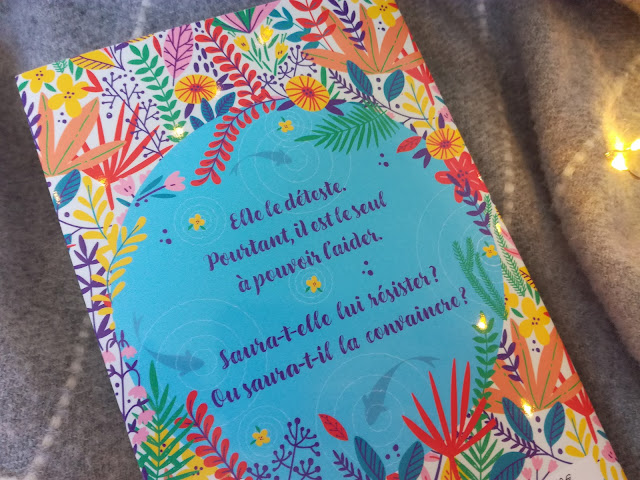 Elle le déteste.
Pourtant, il est le seul
à pouvoir l'aider.
Saura-t-elle lui résister?
Ou saura-t-il la convaincre?